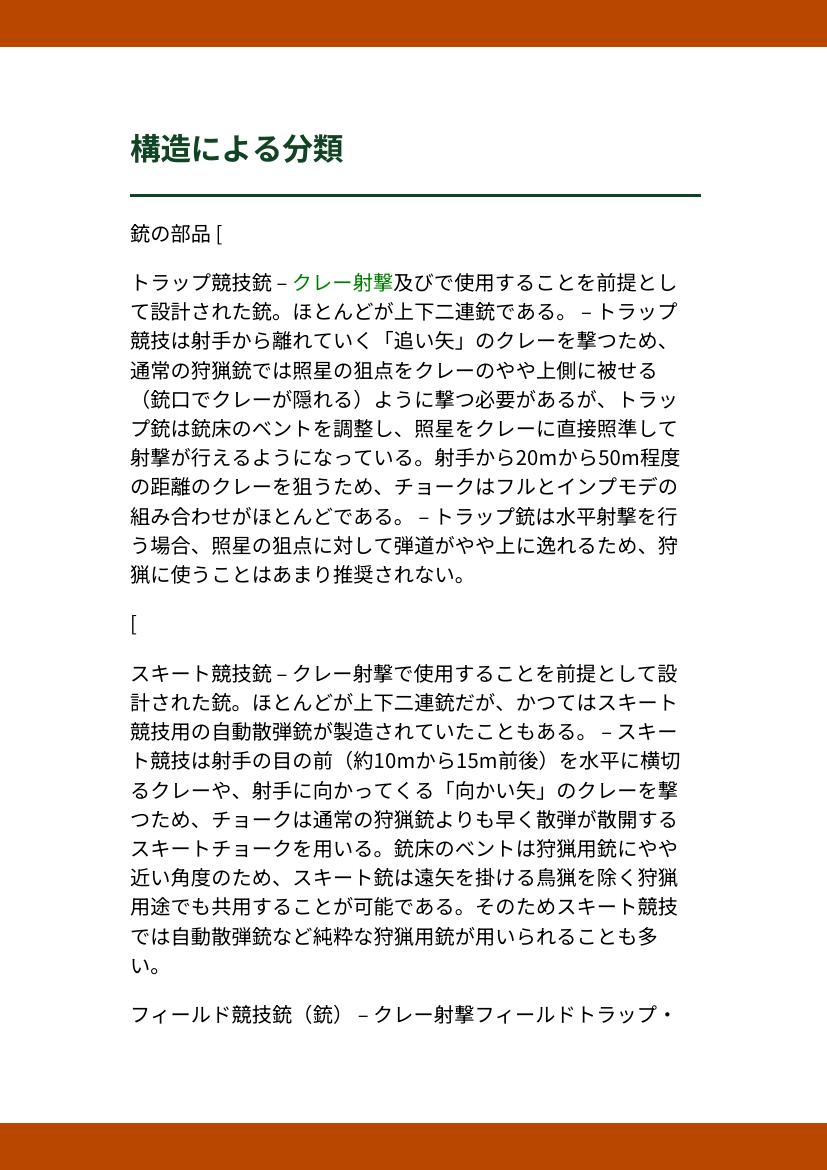 構造による分類
銃の部品 [
トラップ競技銃 – クレー射撃及びで使用することを前提とし
て設計された銃。ほとんどが上下二連銃である。 – トラップ
競技は射手から離れていく「追い矢」のクレーを撃つため、
通常の狩猟銃では照星の狙点をクレーのやや上側に被せる
（銃口でクレーが隠れる）ように撃つ必要があるが、トラッ
プ銃は銃床のベントを調整し、照星をクレーに直接照準して
射撃が行えるようになっている。射手から20mから50m程度
の距離のクレーを狙うため、チョークはフルとインプモデの
組み合わせがほとんどである。 – トラップ銃は水平射撃を行
う場合、照星の狙点に対して弾道がやや上に逸れるため、狩
猟に使うことはあまり推奨されない。
[
スキート競技銃 – クレー射撃で使用することを前提として設
計された銃。ほとんどが上下二連銃だが、かつてはスキート
競技用の自動散弾銃が製造されていたこともある。 – スキー
ト競技は射手の目の前（約10mから15m前後）を水平に横切
るクレーや、射手に向かってくる「向かい矢」のクレーを撃
つため、チョークは通常の狩猟銃よりも早く散弾が散開する
スキートチョークを用いる。銃床のベントは狩猟用銃にやや
近い角度のため、スキート銃は遠矢を掛ける鳥猟を除く狩猟
用途でも共用することが可能である。そのためスキート競技
では自動散弾銃など純粋な狩猟用銃が用いられることも多
い。
フィールド競技銃（銃） – クレー射撃フィールドトラップ・